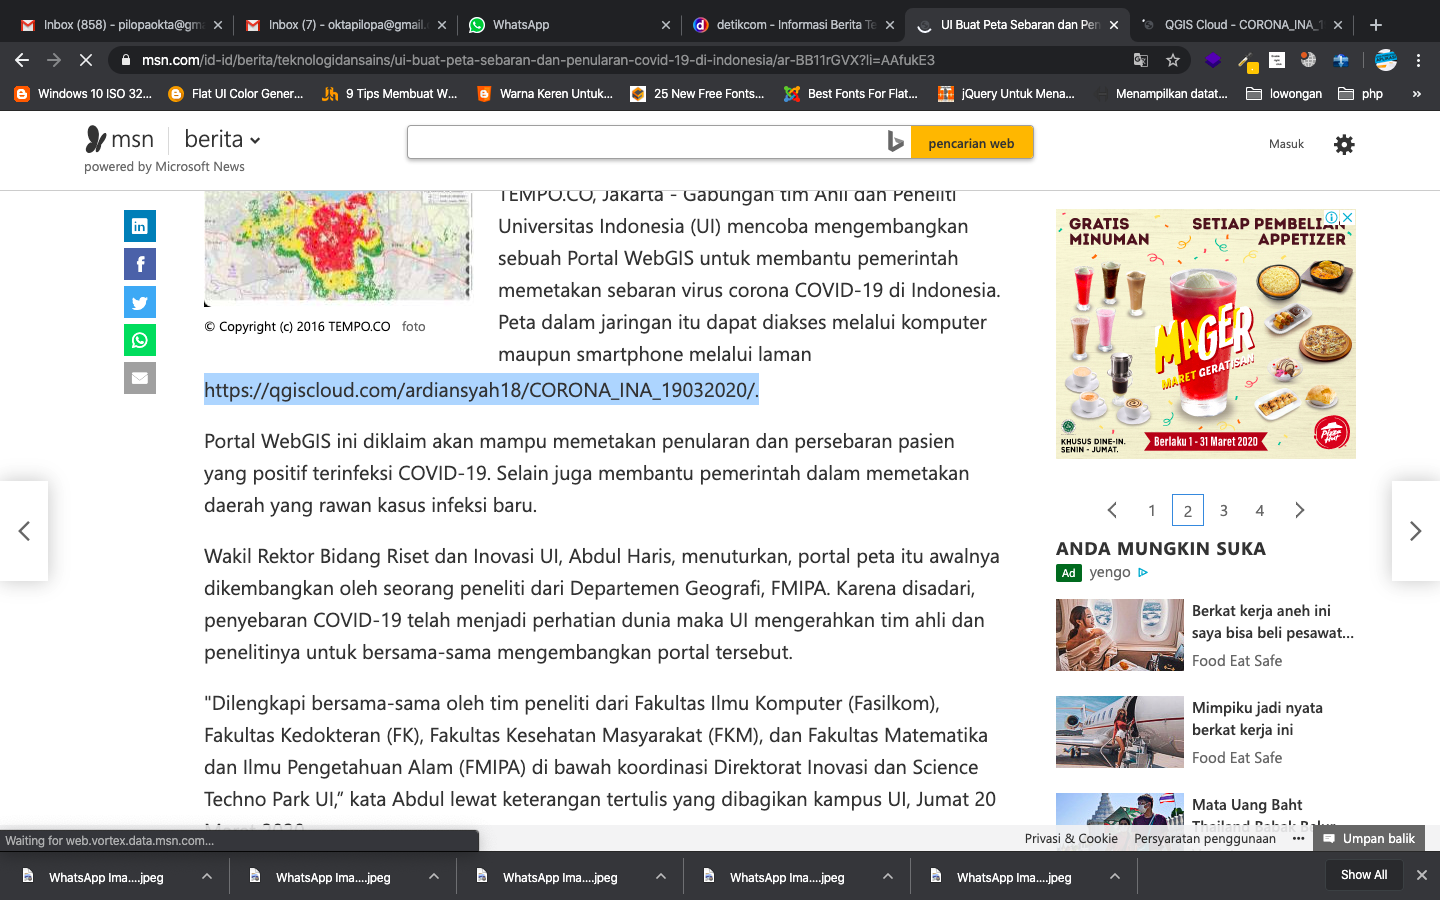 Inbox (858) - pilopaokta@gma
Inbox (7) - oktapilopa@gmail.
WhatsApp
detikcom - Informasi Berita Te
UI Buat Peta Sebaran dan Pen
QGIS Cloud - CORONA_INA_1
msn.com/id-id/berita/teknologidansains/ui-buat-peta-sebaran-dan-penularan-covid-19-di-indonesia/ar-BB11rGVX?li=AAfukE3
Windows 10 ISO 32...
Flat UI Color Gener...
9 Tips Membuat W...
Warna Keren Untuk...
25 New Free Fonts...
Best Fonts For Flat...
jQuery Untuk Mena...
Menampilkan datat...
lowongan
php
»
msn
berita
powered by Microsoft News
pencarian web
Masuk
TEMPO.CO, Jakarta - Gabungan tim Ahli dan Peneliti
Universitas Indonesia (UI) mencoba mengembangkan
sebuah Portal WebGIS untuk membantu pemerintah
memetakan sebaran virus corona COVID-19 di Indonesia.
Peta dalam jaringan itu dapat diakses melalui komputer
maupun smartphone melalui laman
© Copyright (c) 2016 TEMPO.CO foto
https://qgiscloud.com/ardiansyah18/CORONA_INA_19032020/.
Portal WebGIS ini diklaim akan mampu memetakan penularan dan persebaran pasien
yang positif terinfeksi COVID-19. Selain juga membantu pemerintah dalam memetakan
daerah yang rawan kasus infeksi baru.
Wakil Rektor Bidang Riset dan Inovasi UI, Abdul Haris, menuturkan, portal peta itu awalnya
dikembangkan oleh seorang peneliti dari Departemen Geografi, FMIPA. Karena disadari,
penyebaran COVID-19 telah menjadi perhatian dunia maka UI mengerahkan tim ahli dan
penelitinya untuk bersama-sama mengembangkan portal tersebut.
"Dilengkapi bersama-sama oleh tim peneliti dari Fakultas Ilmu Komputer (Fasilkom),
Fakultas Kedokteran (FK), Fakultas Kesehatan Masyarakat (FKM), dan Fakultas Matematika
dan Ilmu Pengetahuan Alam (FMIPA) di bawah koordinasi Direktorat Inovasi dan Science
Techno Park UI,” kata Abdul lewat keterangan tertulis yang dibagikan kampus UI, Jumat 20
Maret 2020
GRATIS
MINUMAN
SETIAP PEMBELIAN
APPETIZER
MAGER
MARET GERATISAN
KHUSUS DINE-IN.
SENIN - JUMAT.
Berlaku 1 - 31 Maret 2020
Pizza Hut
1 2 3 4
ANDA MUNGKIN SUKA
Ad yengo
Berkat kerja aneh ini
saya bisa beli pesawat...
Food Eat Safe
Mimpiku jadi nyata
berkat kerja ini
Food Eat Safe
Mata Uang Baht
Thailand Babak Belur
Waiting for web.vortex.data.msn.com...
Privasi & Cookie
Persyaratan penggunaan
•••
Umpan balik
WhatsApp Ima....jpeg
WhatsApp Ima....jpeg
WhatsApp Ima....jpeg
WhatsApp Ima....jpeg
WhatsApp Ima....jpeg
Show All